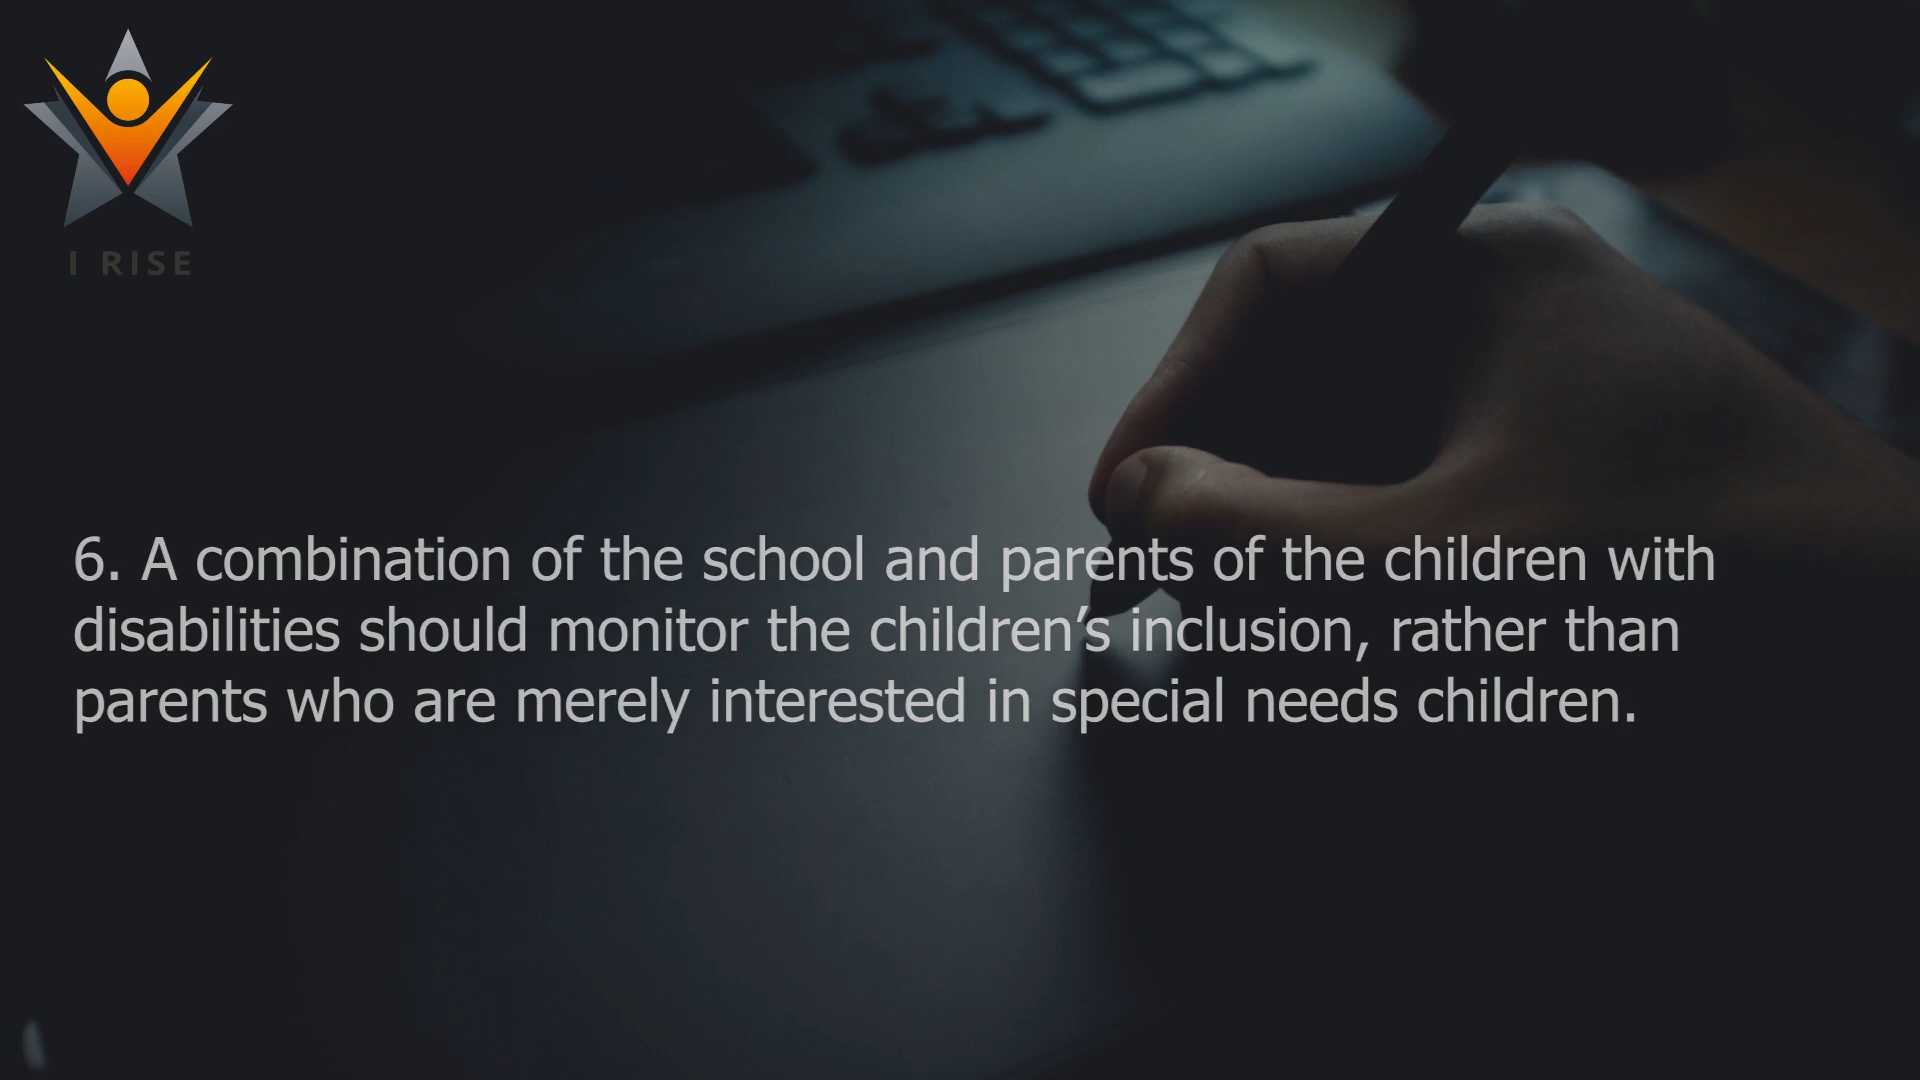 I RISE
6. A combination of the school and parents of the children with
disabilities should monitor the children’s inclusion, rather than
parents who are merely interested in special needs children.